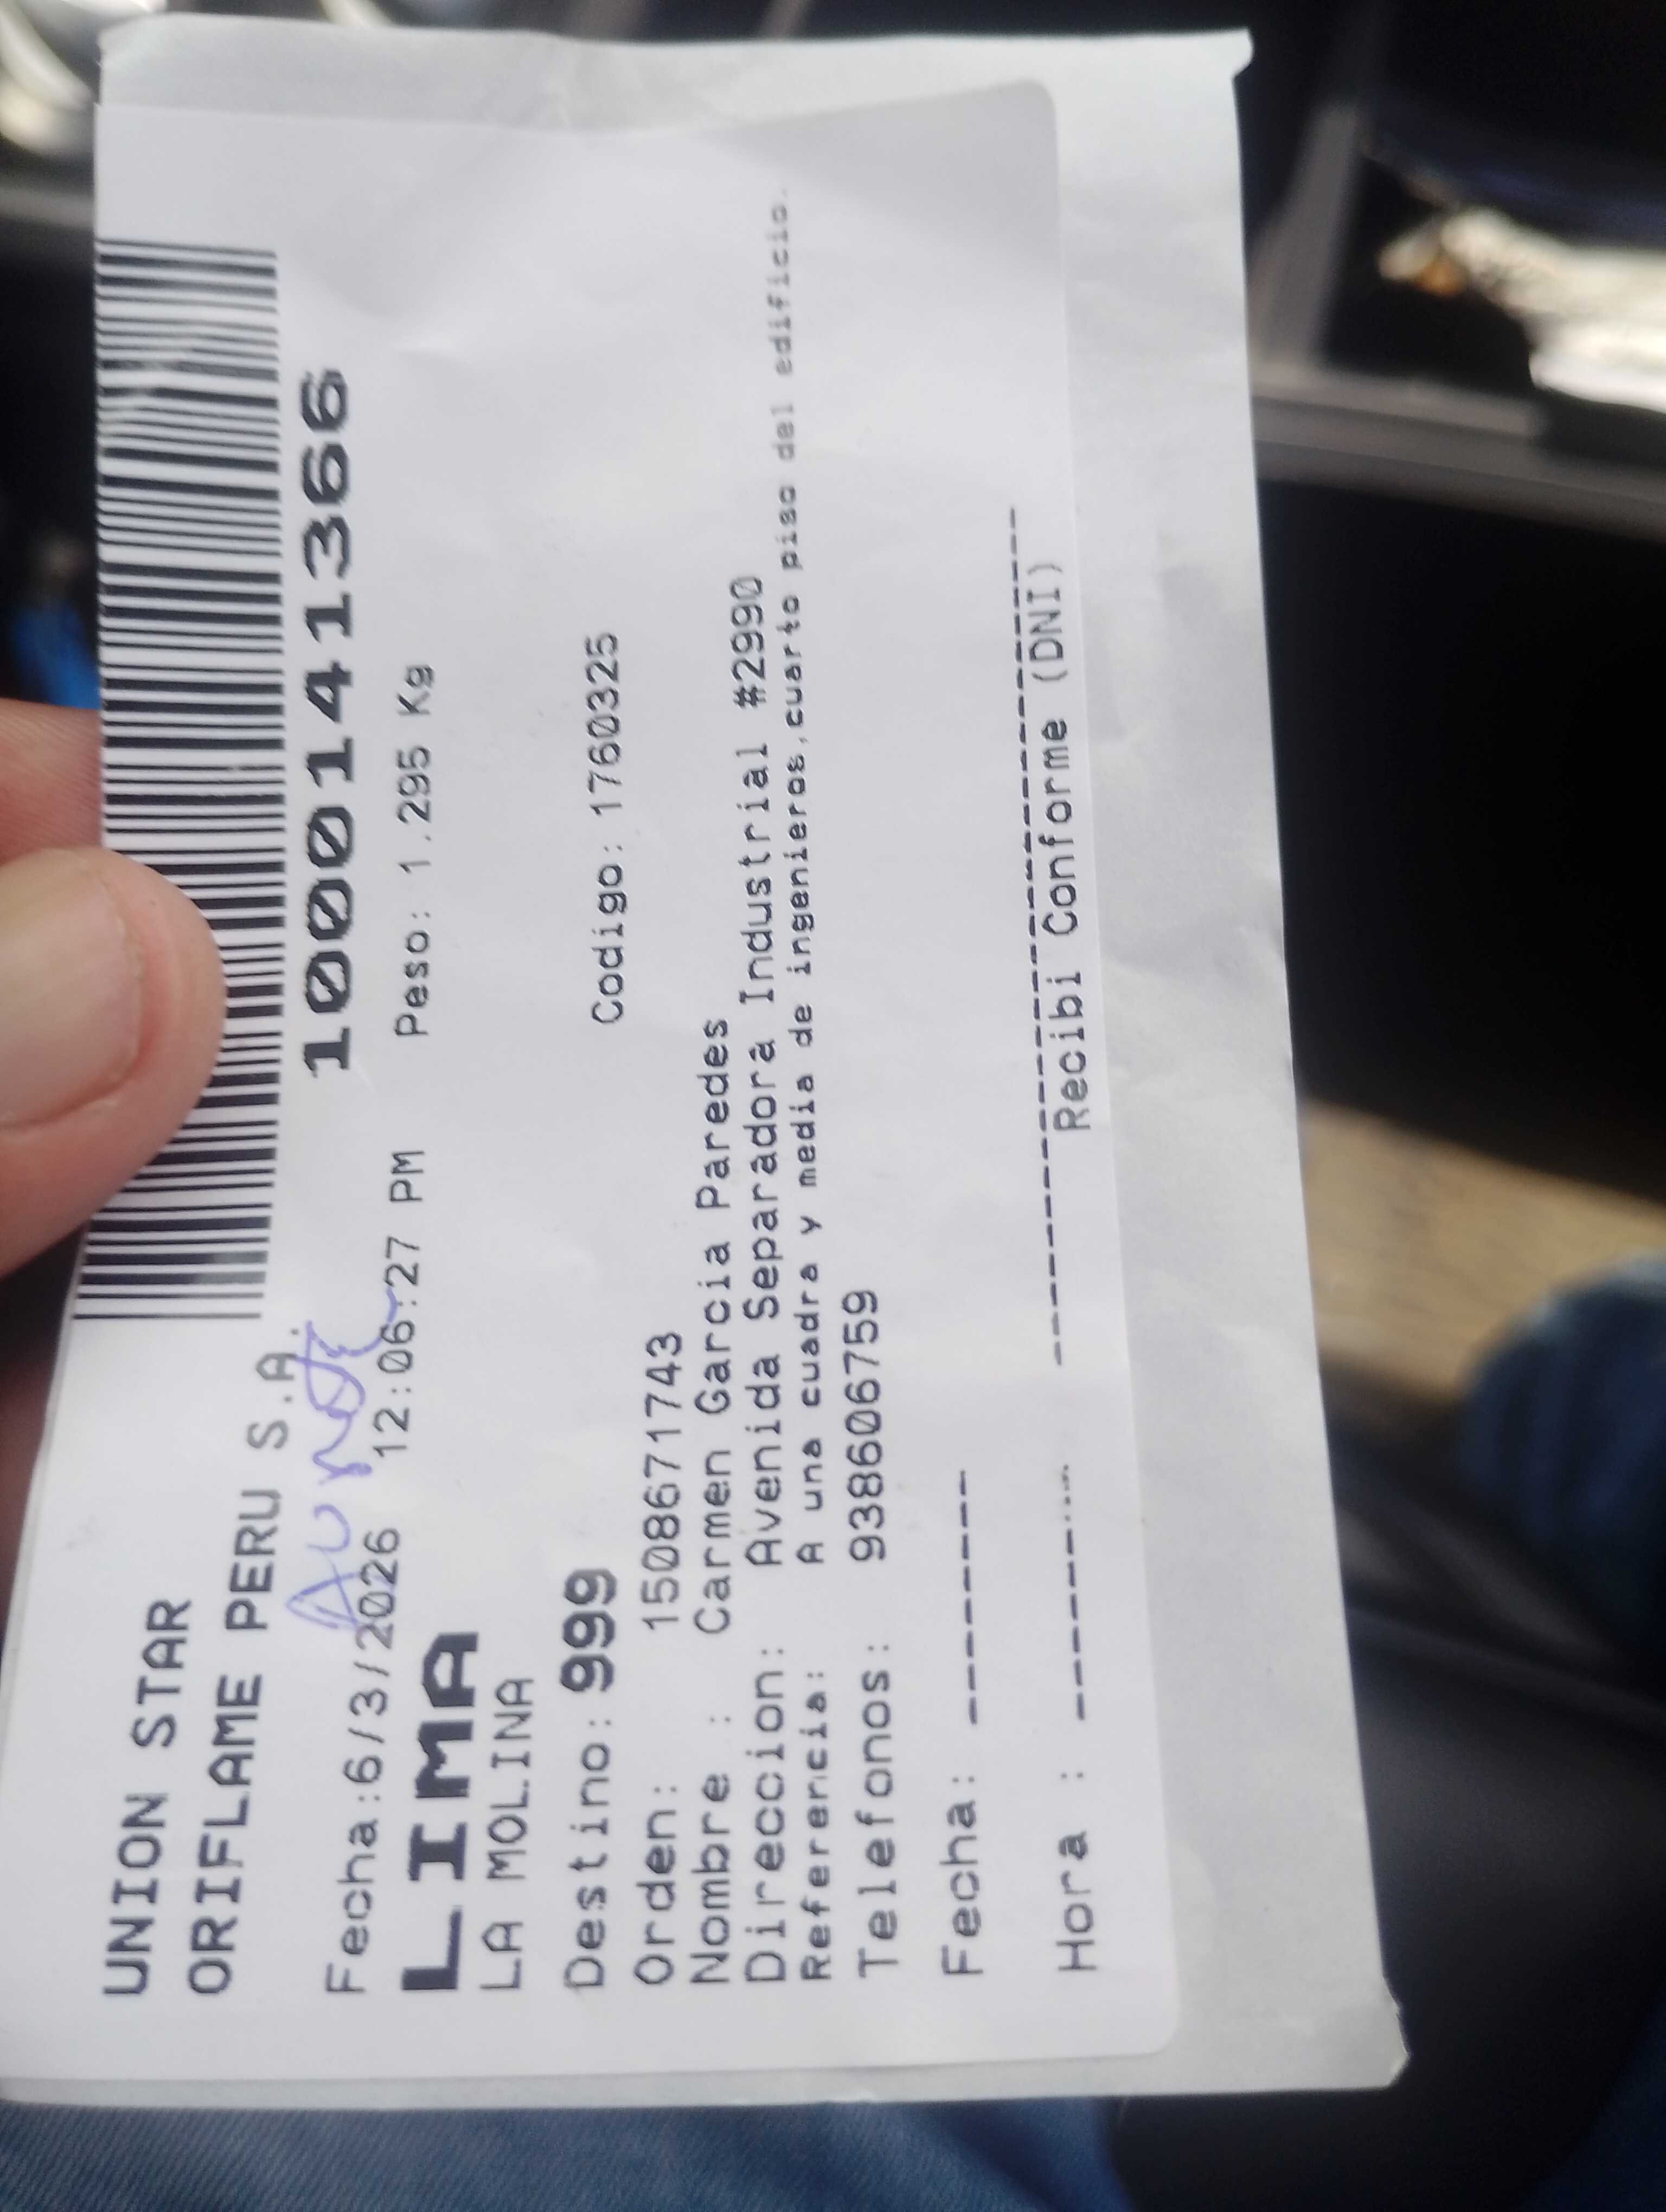 UNION STAR
ORIFLAME PERU S.A.
1000141366
Fecha:6/3/2026 12:06:27 PM Peso: 1.295 Kg
LIMA
LA MOLINA
Destino: 999 Codigo: 1760325
Orden: 1508671743
Nombre : Carmen Garcia Paredes
Direccion: Avenida Separadora Industrial #2990
Referencia: A una cuadra y media de ingenieros,cuarto piso del edificio.
Telefonos: 938606759
Fecha: -------
Hora : -------
Recibi Conforme (DNI)